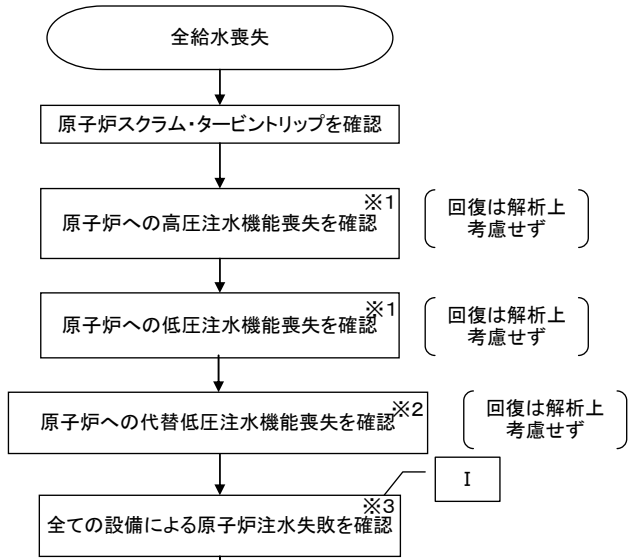 全給水喪失
原子炉スクラム・タービントリップを確認
※1
原子炉への高圧注水機能喪失を確認
回復は解析上
考慮せず
※1
原子炉への低圧注水機能喪失を確認
回復は解析上
考慮せず
※2
原子炉への代替低圧注水機能喪失を確認
回復は解析上
考慮せず
I
※3
全ての設備による原子炉注水失敗を確認